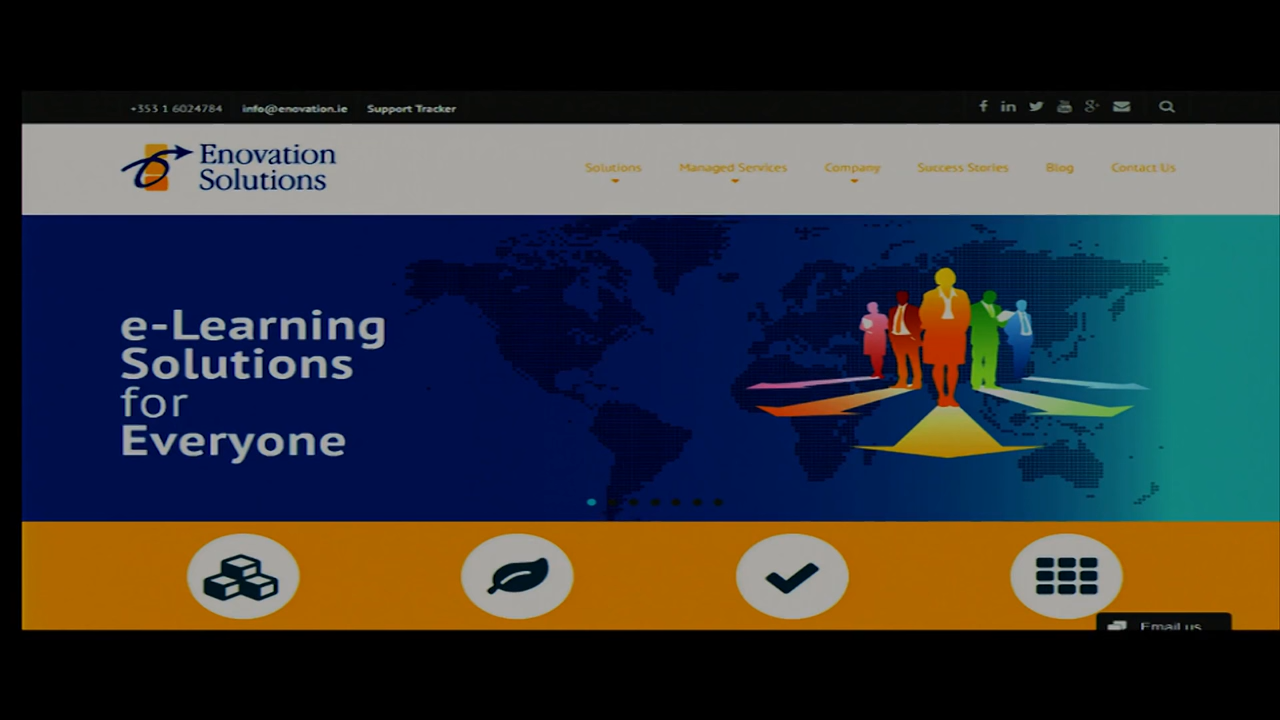 +353 1 6024784 info@enovation.ie Support Tracker
Enovation
Solutions
Solutions Managed Services Company Success Stories Blog Contact Us
e-Learning
Solutions
for
Everyone
Email us